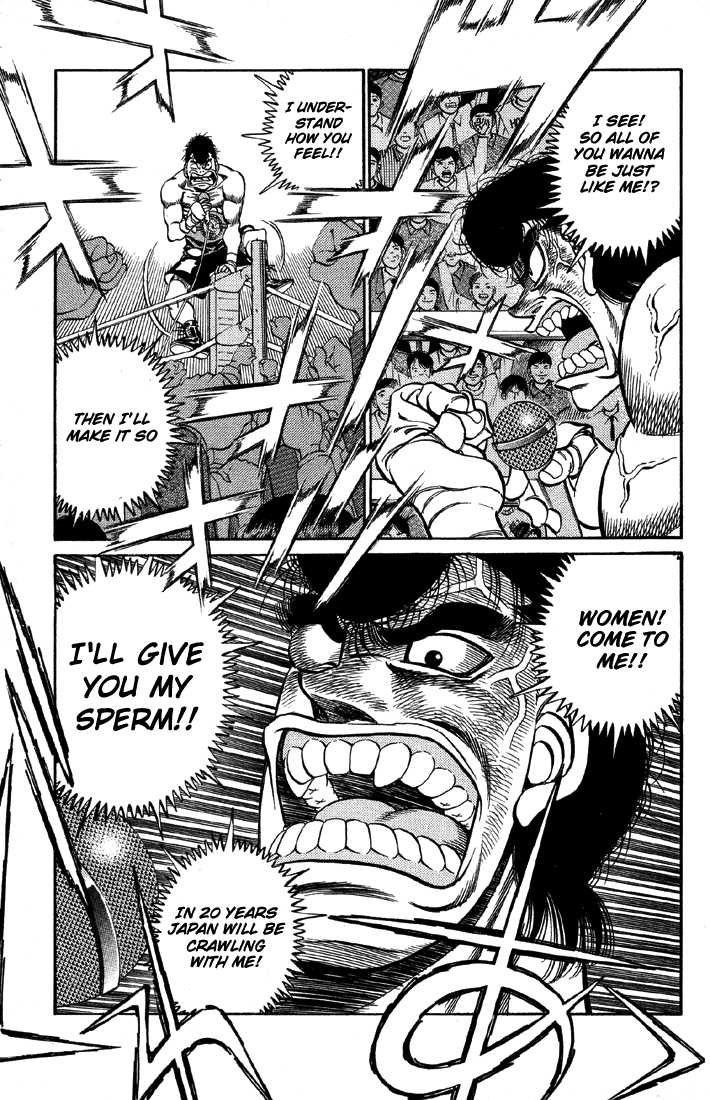 I SEE!
SO ALL OF
YOU WANNA
BE JUST
LIKE ME!?
I UNDER-
STAND
HOW YOU
FEEL!!
THEN I'LL
MAKE IT SO
WOMEN!
COME TO
ME!!
I'LL GIVE
YOU MY
SPERM!!
IN 20 YEARS
JAPAN WILL BE
CRAWLING
WITH ME!